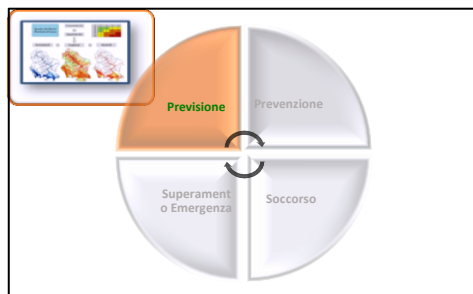 Previsione
Prevenzione
Superament
o Emergenza
Soccorso